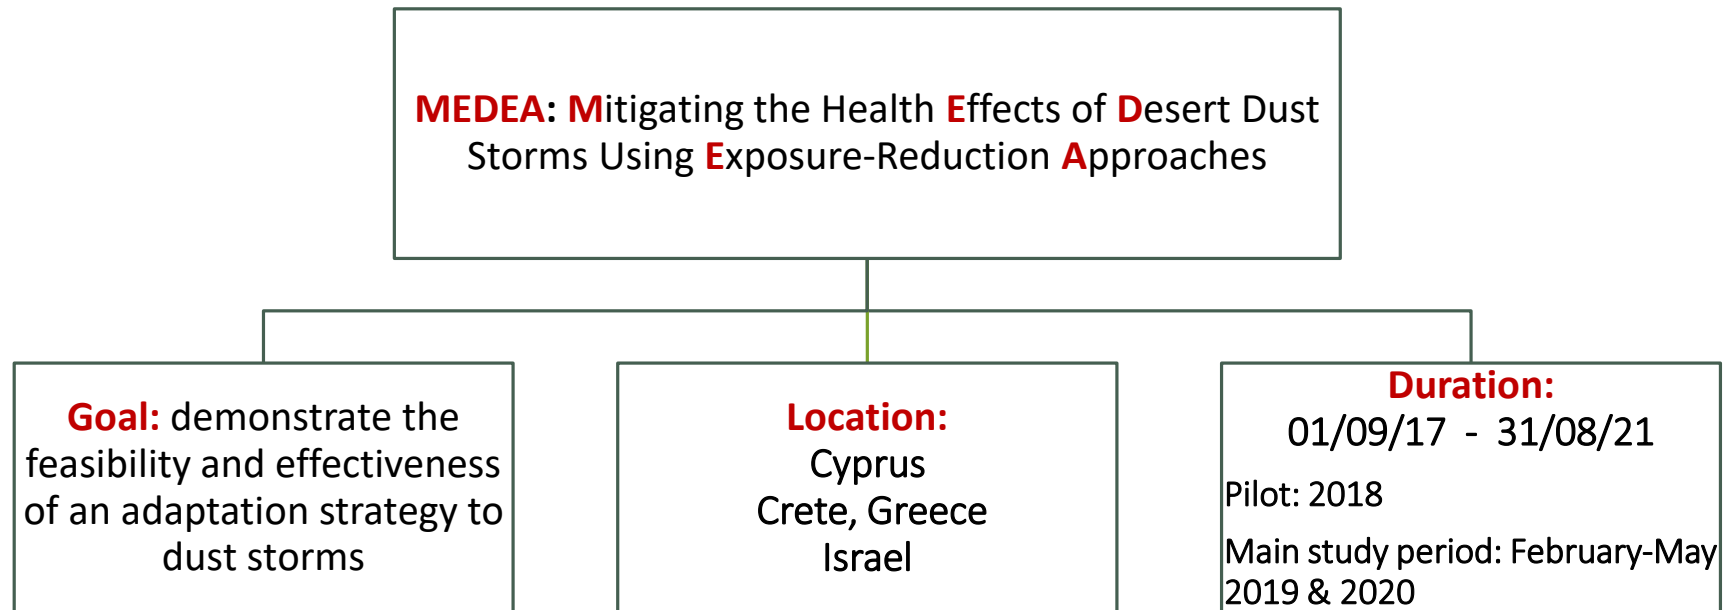 MEDEA: Mitigating the Health Effects of Desert Dust
Storms Using Exposure-Reduction Approaches
Goal: demonstrate the
feasibility and effectiveness
of an adaptation strategy to
dust storms
Location:
Cyprus
Crete, Greece
Israel
Duration:
01/09/17 - 31/08/21
Pilot: 2018
Main study period: February-May
2019 & 2020